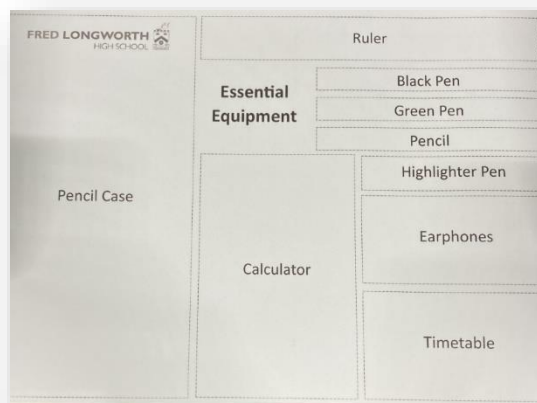 FRED LONGWORTH
HIGH SCHOOL
Ruler
Essential
Equipment
Black Pen
Green Pen
Pencil
Highlighter Pen
Pencil Case
Earphones
Calculator
Timetable